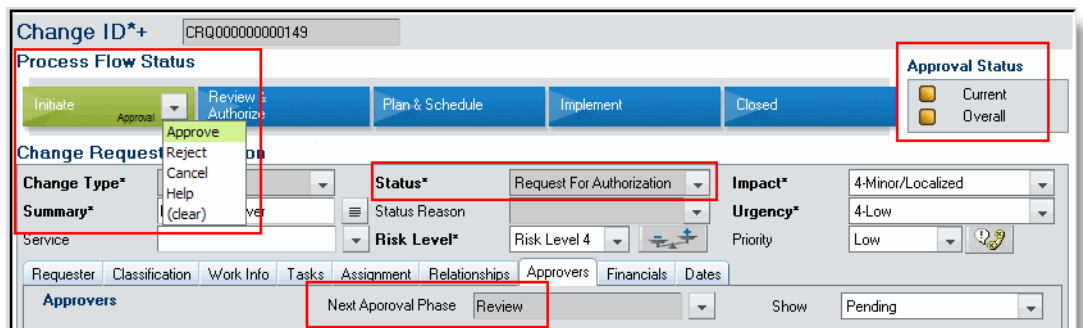 Change ID*+ CRQ000000000149
Process Flow Status
Approval Status
Initiate
Approval
Review &
Authorize
Plan & Schedule
Implement
Closed
Current
Overall
Approve
Reject
Cancel
Help
(clear)
Change Request on
Change Type* Status* Request For Authorization Impact* 4-Minor/Localized
Summary* ver Status Reason Urgency* 4-Low
Service Risk Level* Risk Level 4 Priority Low
Requester Classification Work Info Tasks Assignment Relationships Approvers Financials Dates
Approvers Next Aporoval Phase Review Show Pending